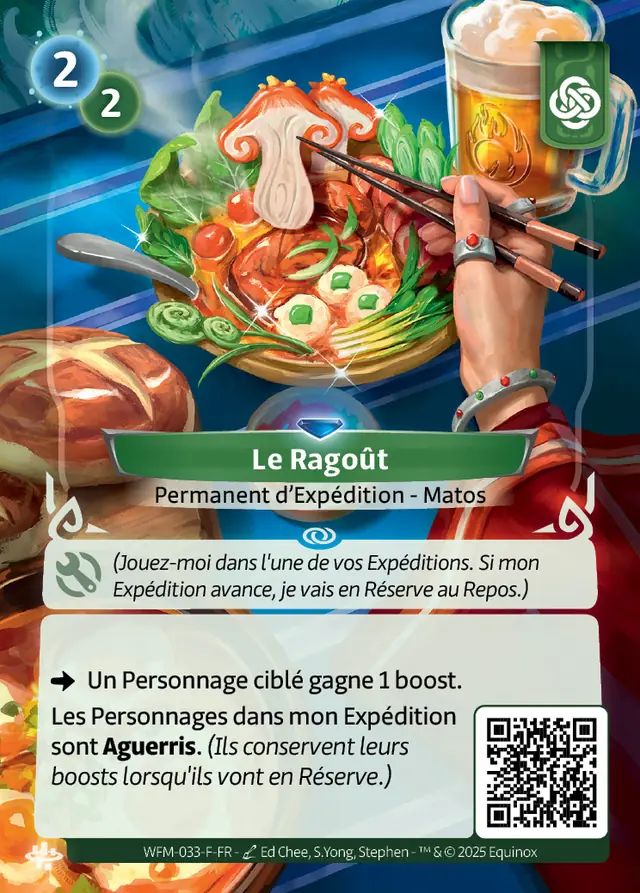 2
2
Le Ragoût
Permanent d’Expédition - Matos
(Jouez-moi dans l'une de vos Expéditions. Si mon
Expédition avance, je vais en Réserve au Repos.)
Un Personnage ciblé gagne 1 boost.
Les Personnages dans mon Expédition
sont Aguerris. (Ils conservent leurs
boosts lorsqu'ils vont en Réserve.)
WFM-033-F-FR - Ed Chee, S.Yong, Stephen - ™ & © 2025 Equinox